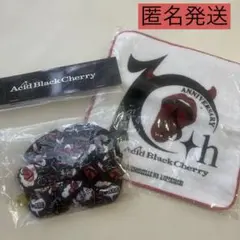 匿名発送
Acid Black Cherry
ANNIVERSARY
10th
Acid Black Cherry